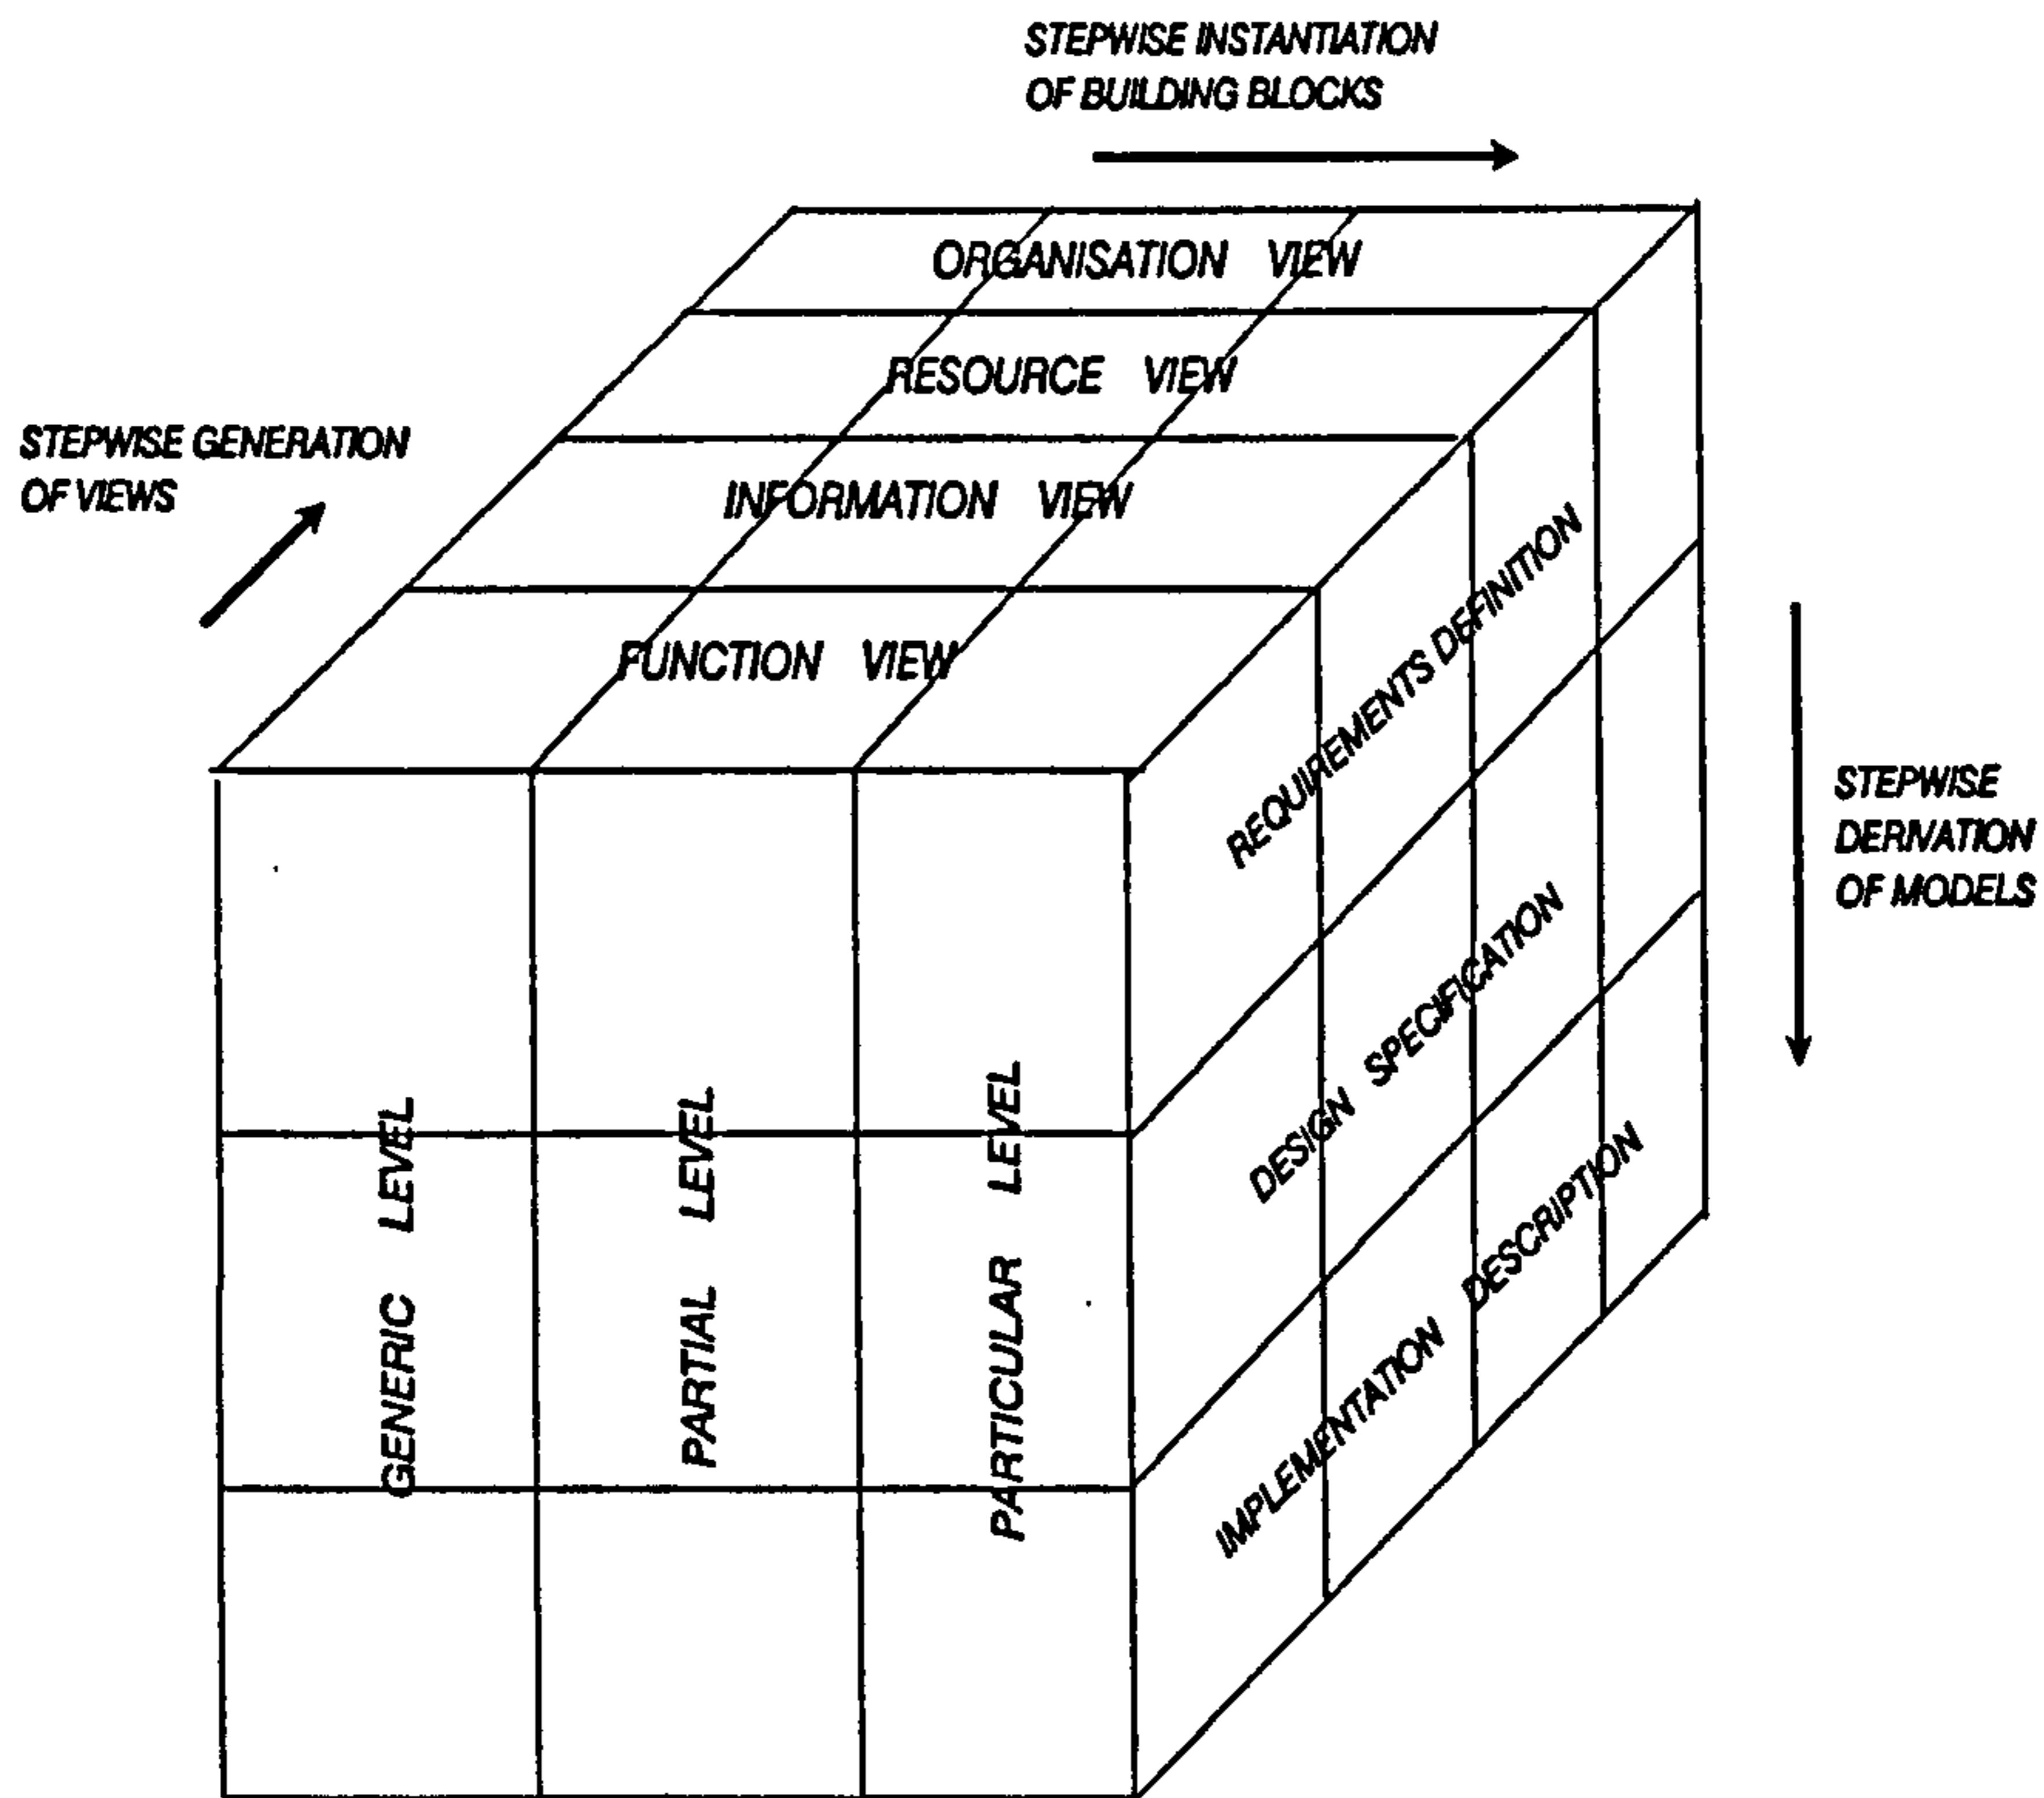 STEPWISE INSTANTIATION
OF BUILDING BLOCKS
ORGANISATION VIEW
RESOURCE VIEW
STEPWISE GENERATION
OF VIEWS
INFORMATION VIEW
FUNCTION VIEW
REQUIREMENTS DEFINITION
STEPWISE
DERIVATION
OF MODELS
DESIGN SPECIFICATION
IMPLEMENTATION DESCRIPTION
GENERIC LEVEL
PARTIAL LEVEL
PARTICULAR LEVEL